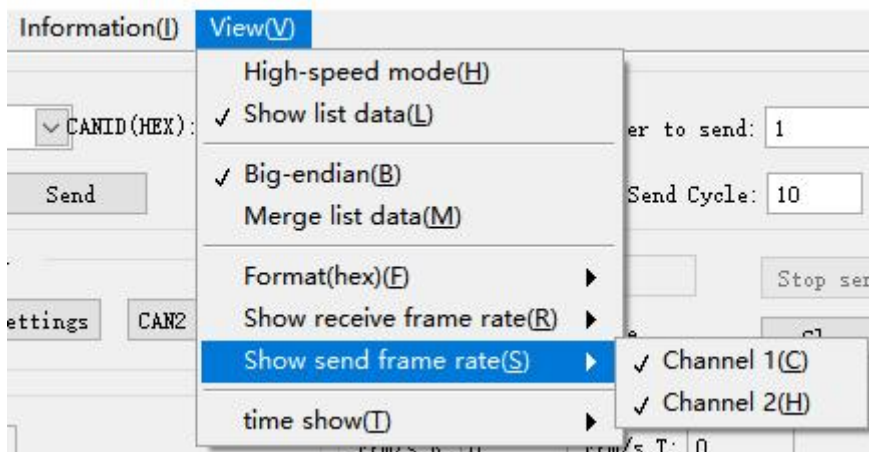 Information(I) View(V)
High-speed mode(H)
Show list data(L)
CANID(HEX): er to send: 1
Big-endian(B)
Send Send Cycle: 10
Merge list data(M)
Format(hex)(F) Stop ser
ettings CAN2 Show receive frame rate(R)
Show send frame rate(S) Channel 1(C)
Channel 2(H)
time show(T)
T: 0